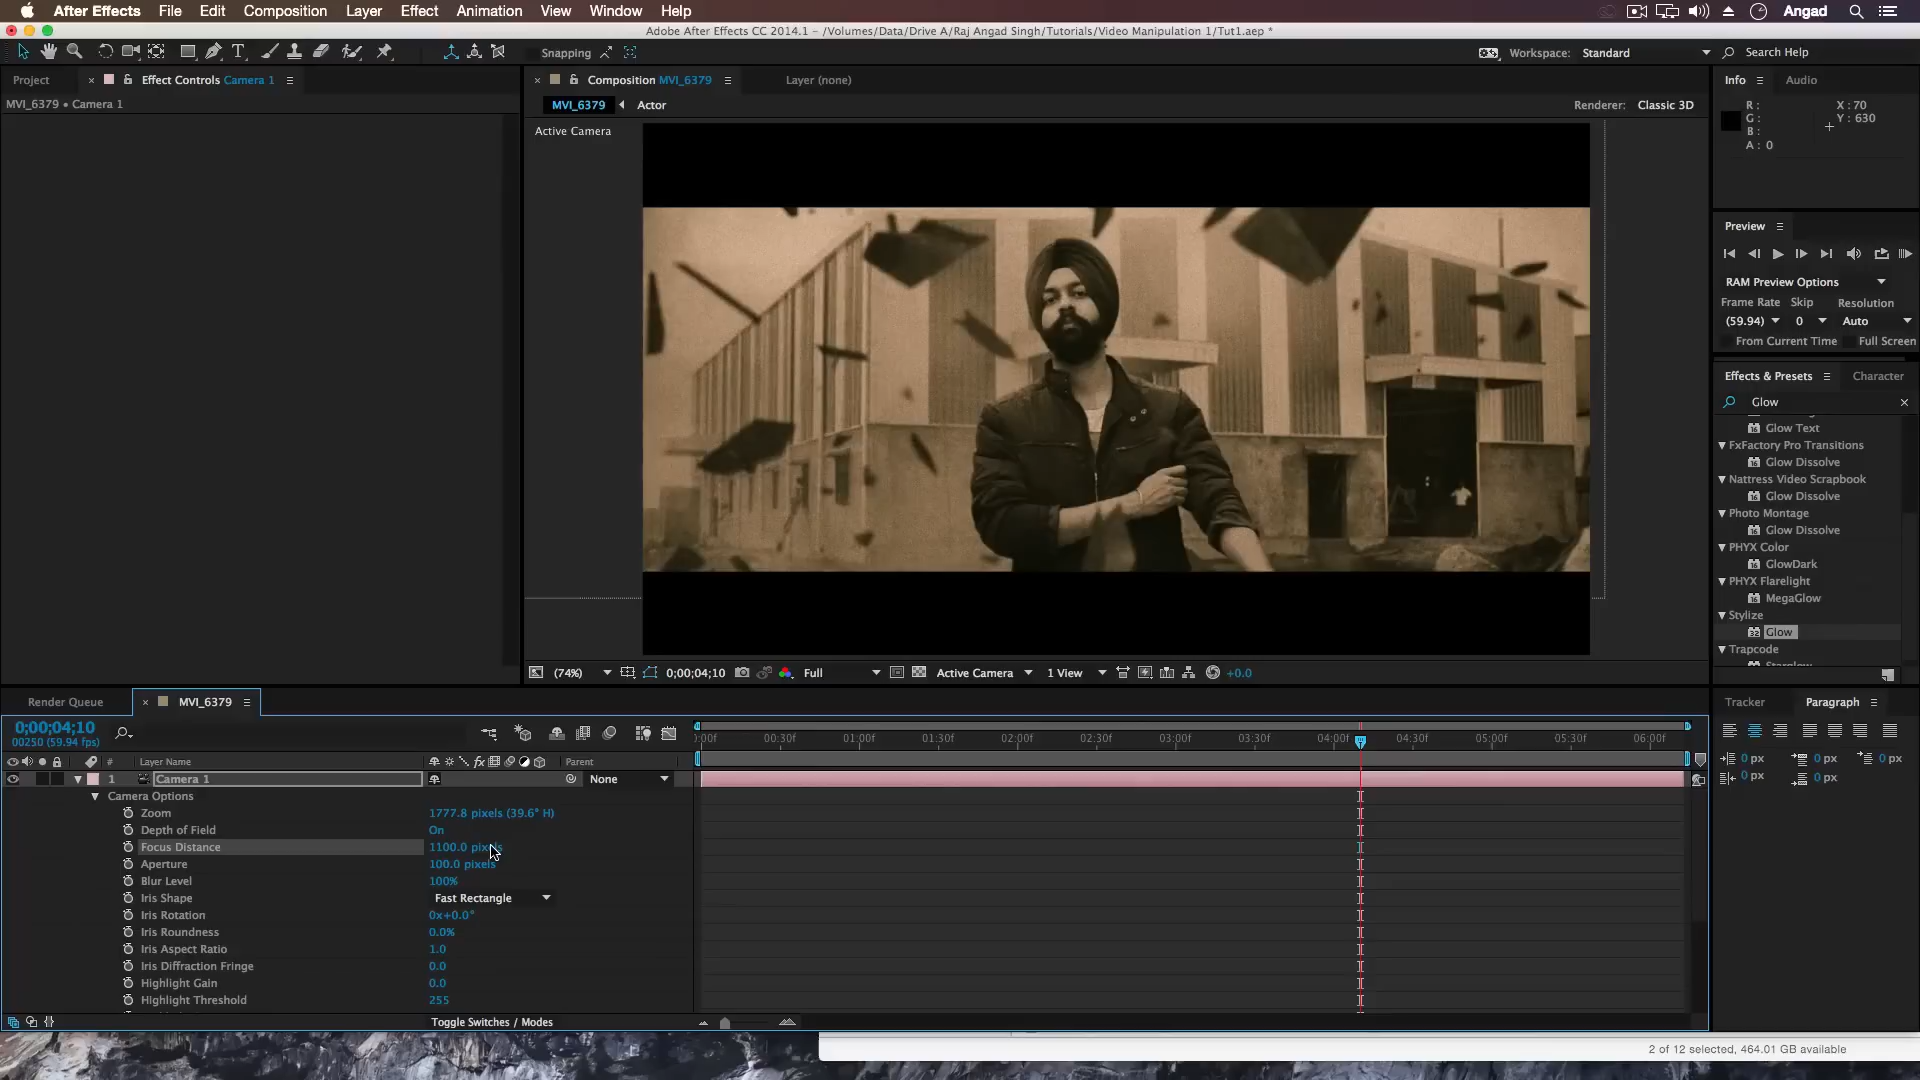 After Effects File Edit Composition Layer Effect Animation View Window Help Angad
Adobe After Effects CC 2014.1 – /Volumes/Data/Drive A/Raj Angad Singh/Tutorials/Video Manipulation 1/Tut1.aep *
Snapping Workspace: Standard Search Help
Project Effect Controls Camera 1 Composition MVI_6379 Layer (none) Info Audio
MVI_6379 • Camera 1
MVI_6379 Actor Renderer: Classic 3D
Active Camera
R : X : 70
G : Y : 630
B :
A : 0
Preview
RAM Preview Options
Frame Rate Skip Resolution
(59.94) 0 Auto
From Current Time Full Screen
Effects & Presets Character
Glow
Glow Text
FxFactory Pro Transitions
Glow Dissolve
Nattress Video Scrapbook
Glow Dissolve
Photo Montage
Glow Dissolve
PHYX Color
GlowDark
PHYX Flarelight
MegaGlow
Stylize
Glow
Trapcode
(74%) 0;00;04;10 Full Active Camera 1 View +0.0
Render Queue MVI_6379 Tracker Paragraph
0;00;04;10
00250 (59.94 fps)
:00f 00:30f 01:00f 01:30f 02:00f 02:30f 03:00f 03:30f 04:00f 04:30f 05:00f 05:30f 06:00f
# Layer Name Parent
1 Camera 1 None
Camera Options
Zoom 1777.8 pixels (39.6° H)
Depth of Field On
Focus Distance 1100.0 pixels
Aperture 100.0 pixels
Blur Level 100%
Iris Shape Fast Rectangle
Iris Rotation 0x+0.0°
Iris Roundness 0.0%
Iris Aspect Ratio 1.0
Iris Diffraction Fringe 0.0
Highlight Gain 0.0
Highlight Threshold 255
Toggle Switches / Modes
0 px 0 px 0 px
0 px 0 px
2 of 12 selected, 464.01 GB available